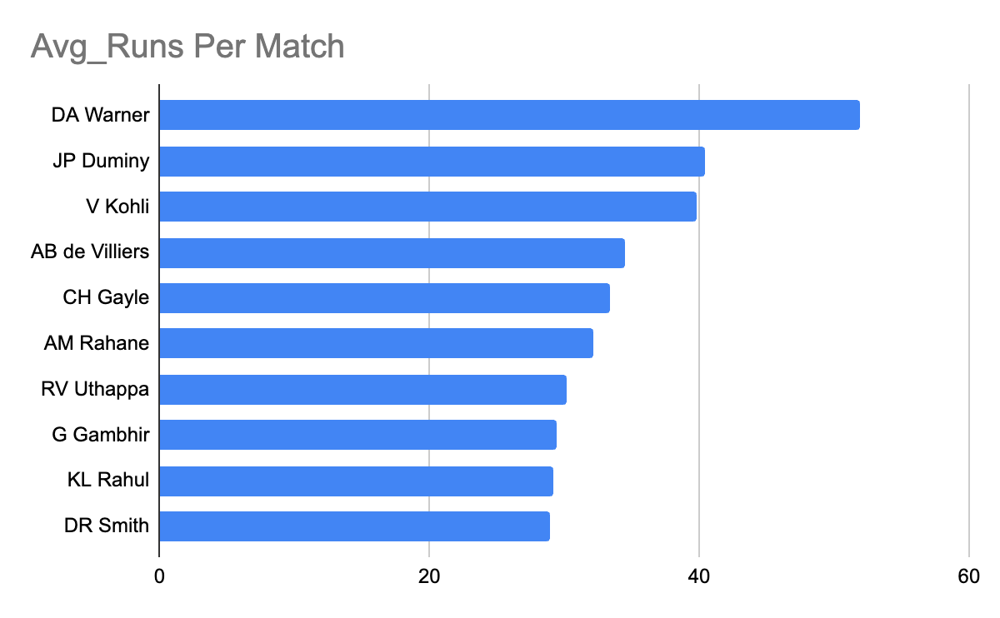 Avg_Runs Per Match
DA Warner
JP Duminy
V Kohli
AB de Villiers
CH Gayle
AM Rahane
RV Uthappa
G Gambhir
KL Rahul
DR Smith
0 20 40 60